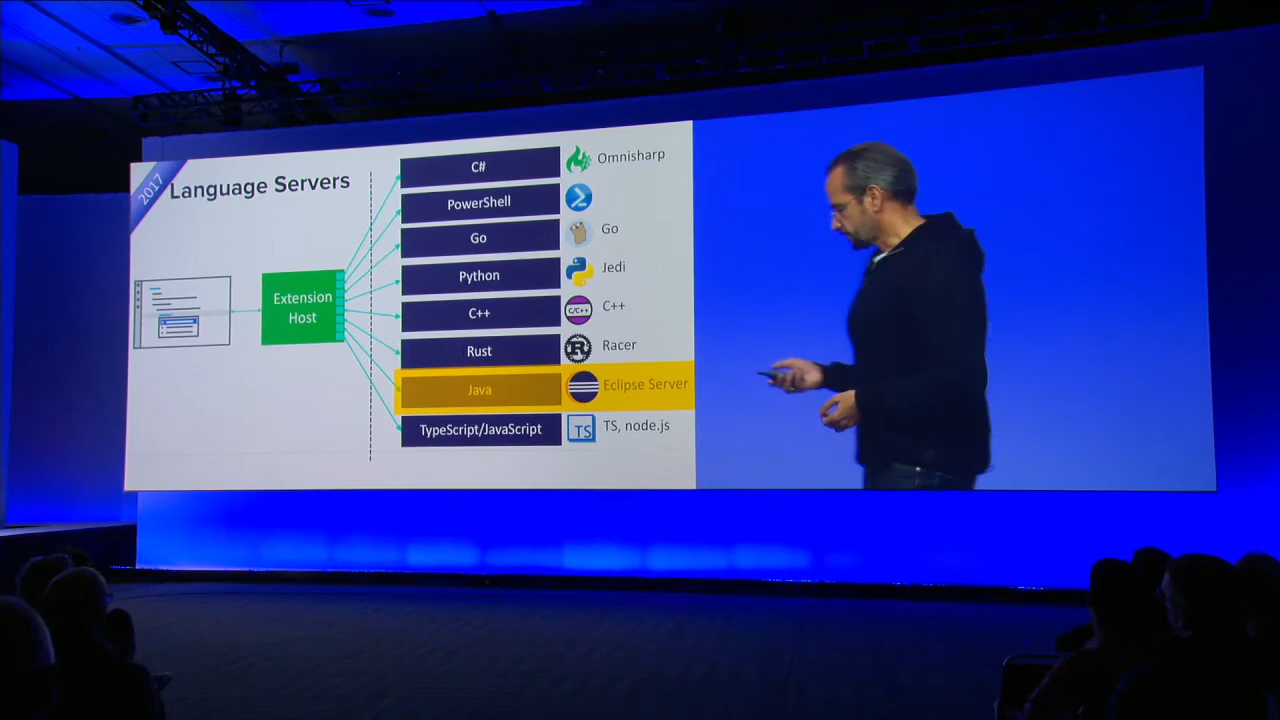 2017
Language Servers
Extension
Host
C#
Omnisharp
PowerShell
Go
Go
Python
Jedi
C++
C/C++
C++
Rust
Racer
Java
Eclipse Server
TypeScript/JavaScript
TS
TS, node.js